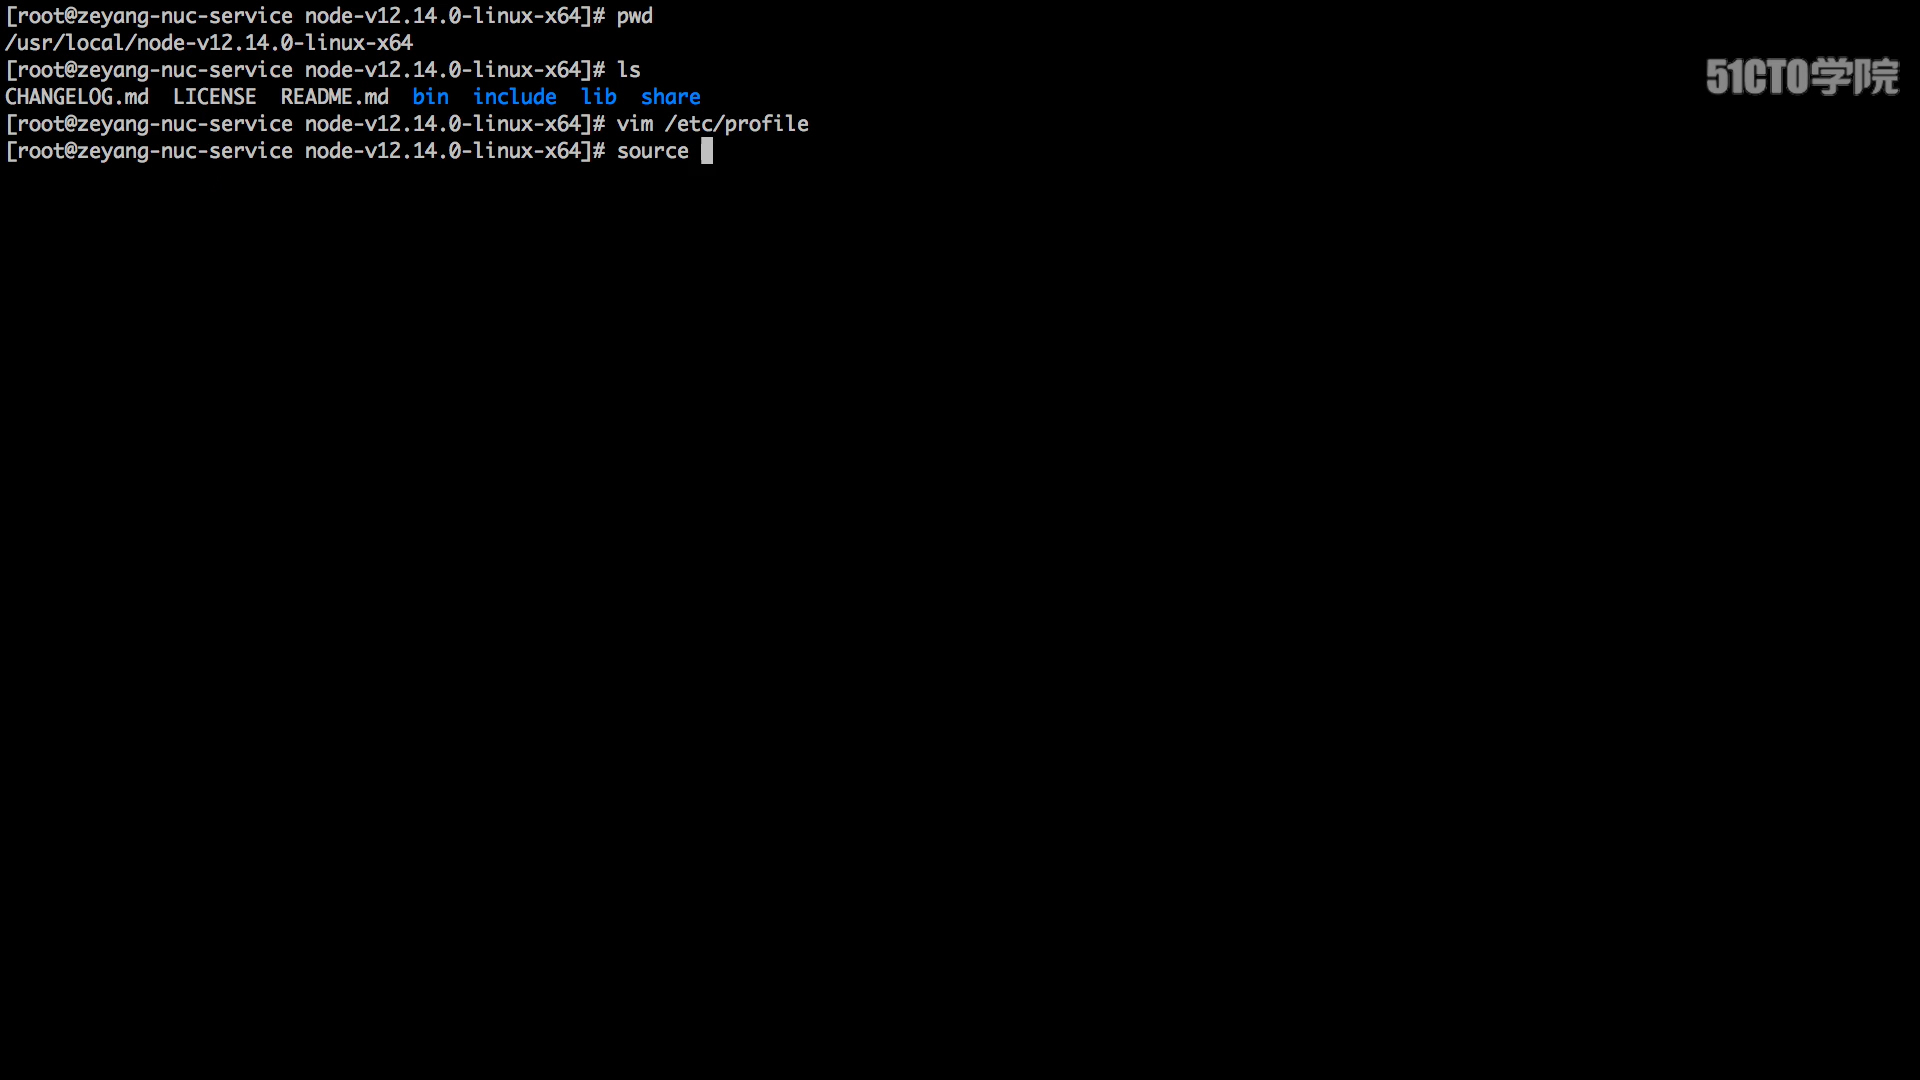 [root@zeyang-nuc-service node-v12.14.0-linux-x64]# pwd
/usr/local/node-v12.14.0-linux-x64
[root@zeyang-nuc-service node-v12.14.0-linux-x64]# ls
51CTO学院
CHANGELOG.md  LICENSE  README.md  bin  include  lib  share
[root@zeyang-nuc-service node-v12.14.0-linux-x64]# vim /etc/profile
[root@zeyang-nuc-service node-v12.14.0-linux-x64]# source